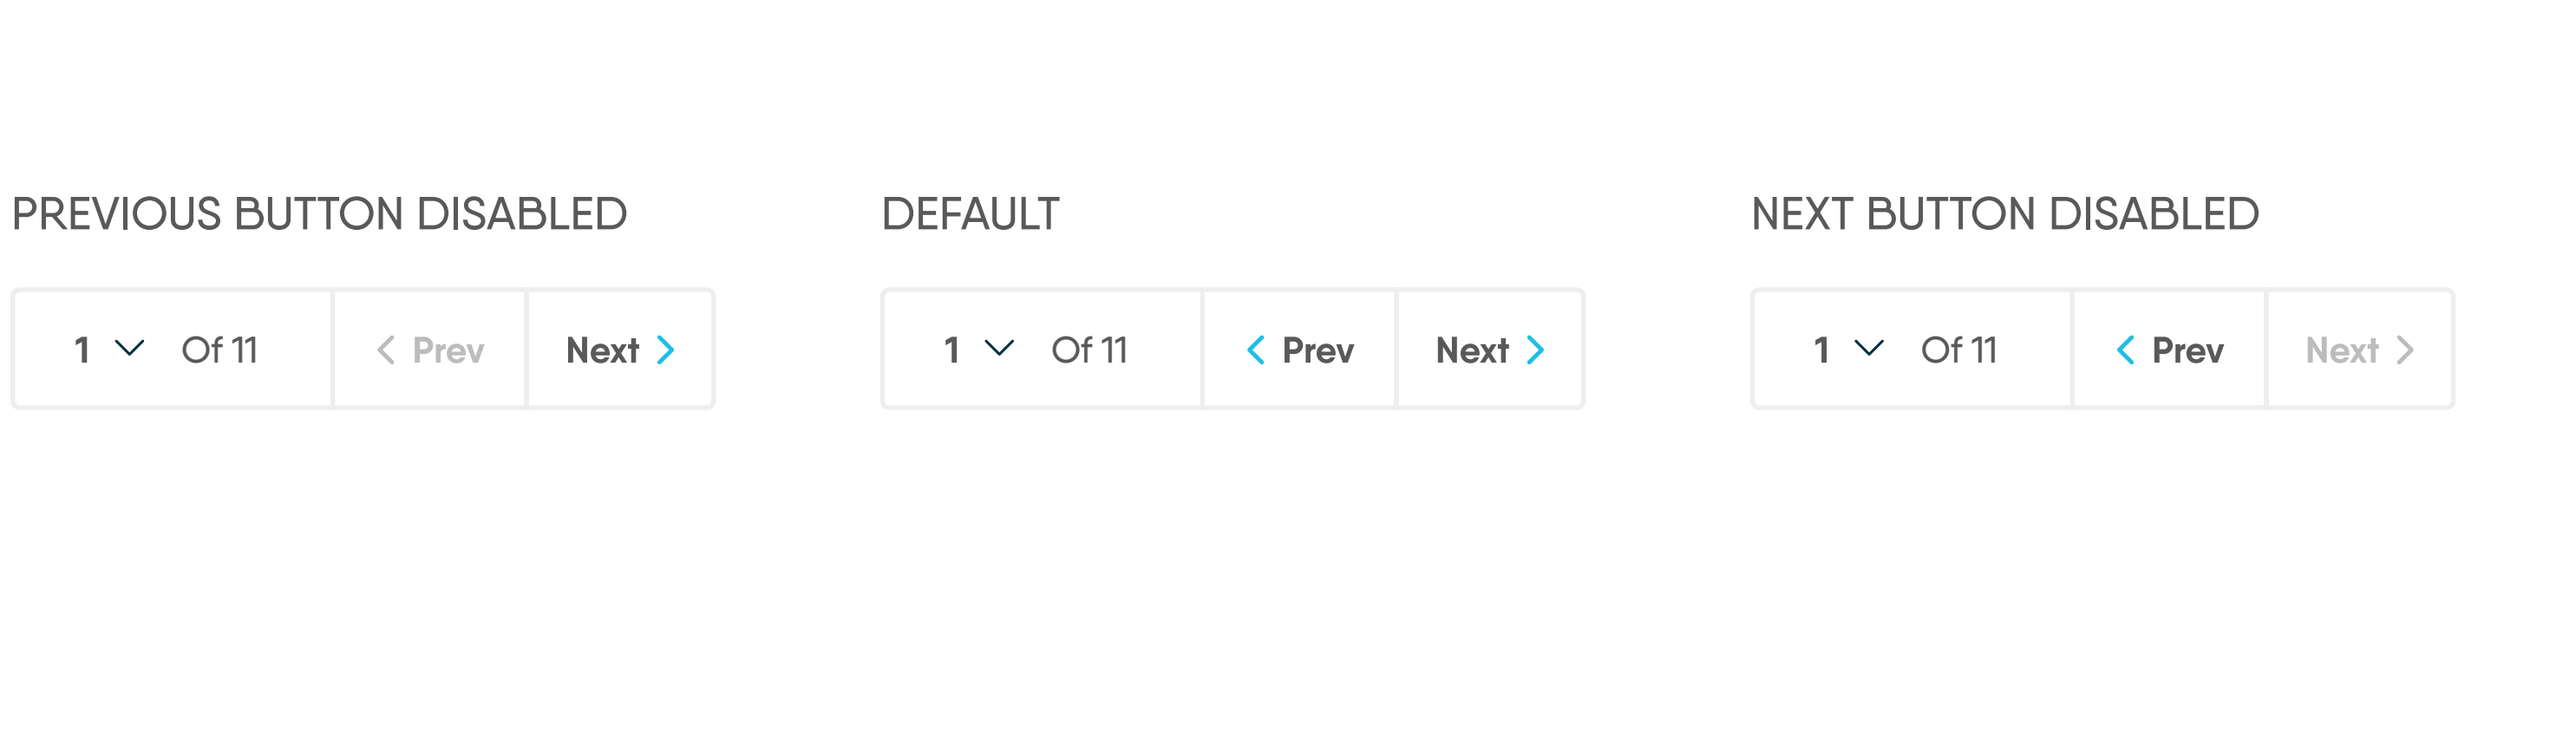 PREVIOUS BUTTON DISABLED
1 Of 11 Prev Next
DEFAULT
1 Of 11 Prev Next
NEXT BUTTON DISABLED
1 Of 11 Prev Next